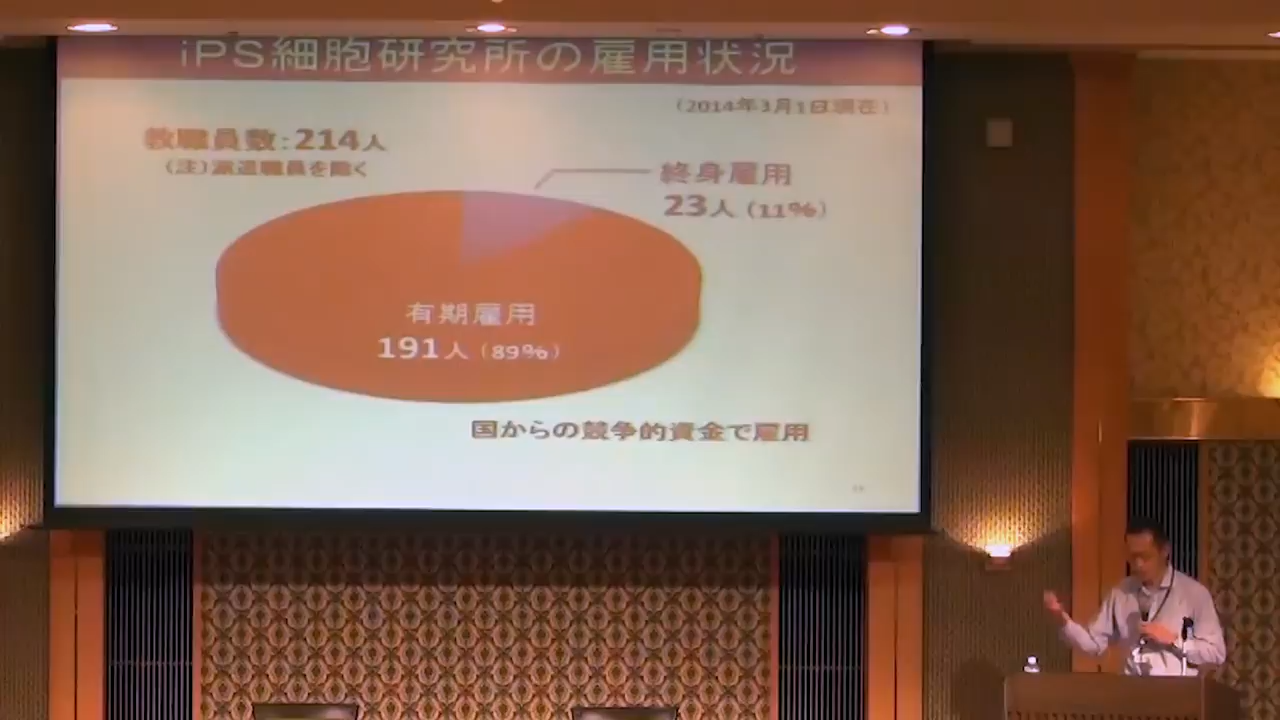 iPS細胞研究所の雇用状況
（2014年3月1日現在）
教職員数：214人
（注）派遣職員を除く
終身雇用
23人（11%）
有期雇用
191人（89%）
国からの競争的資金で雇用